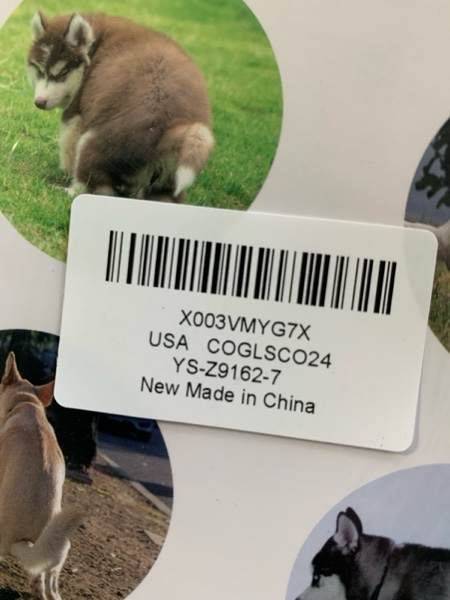 X003VMYG7X
USA COGLSCO24
YS-Z9162-7
New Made in China